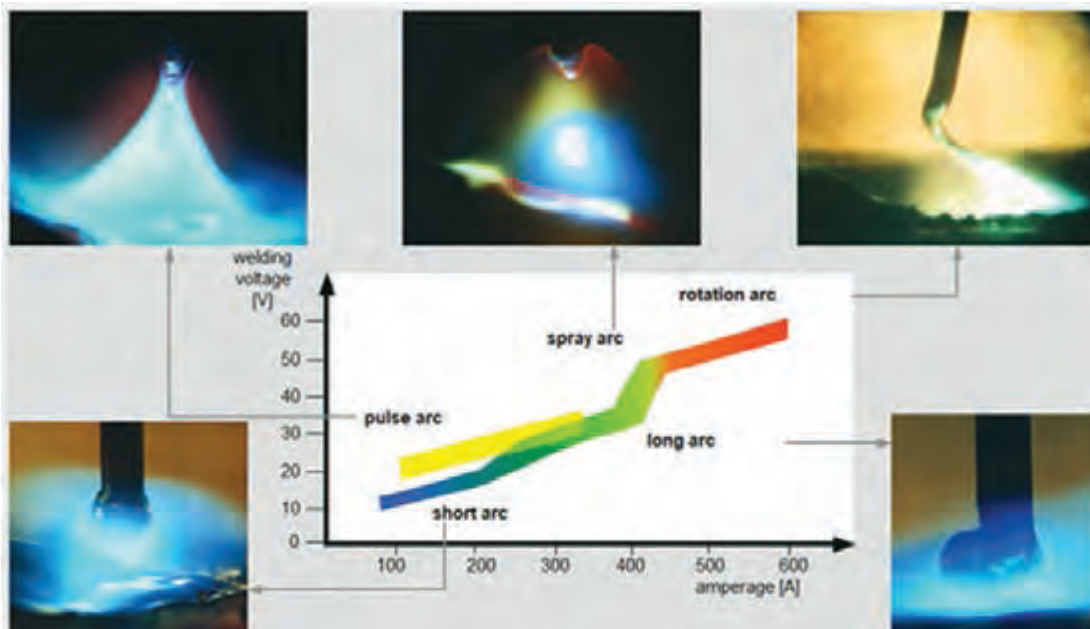 welding
voltage
[V]
60
50
40
30
20
10
0
rotation arc
spray arc
pulse arc
long arc
short arc
100 200 300 400 500 600
amperage [A]